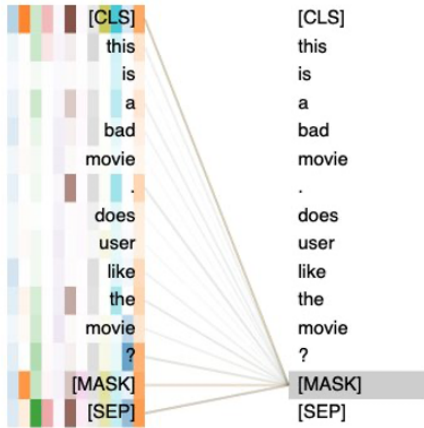 [CLS] [CLS]
this this
is is
a a
bad bad
movie movie
. .
does does
user user
like like
the the
movie movie
? ?
[MASK] [MASK]
[SEP] [SEP]